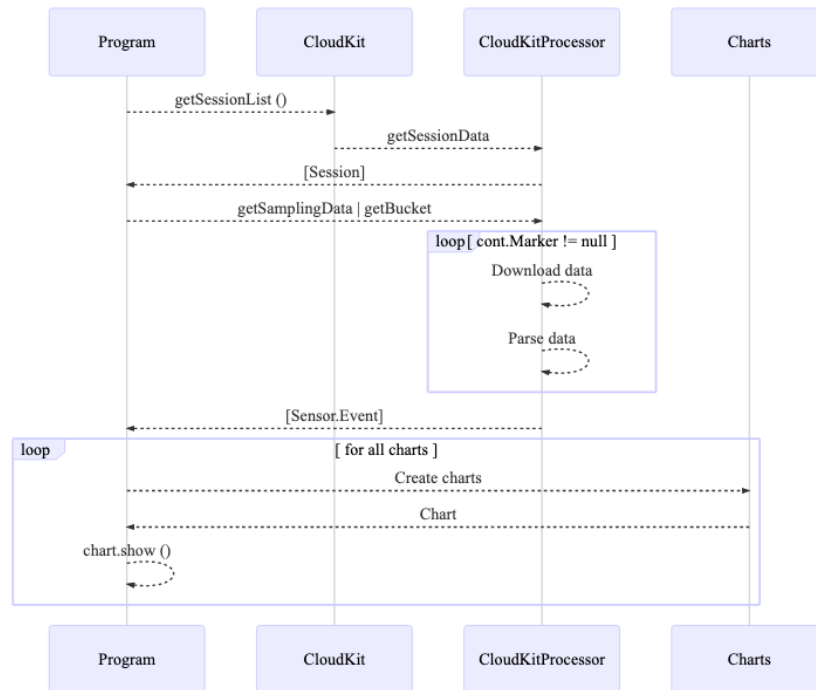 Program
CloudKit
CloudKitProcessor
Charts
getSessionList ()
getSessionData
[Session]
getSamplingData | getBucket
loop [ cont.Marker != null ]
Download data
Parse data
[Sensor.Event]
loop [ for all charts ]
Create charts
Chart
chart.show ()
Program
CloudKit
CloudKitProcessor
Charts